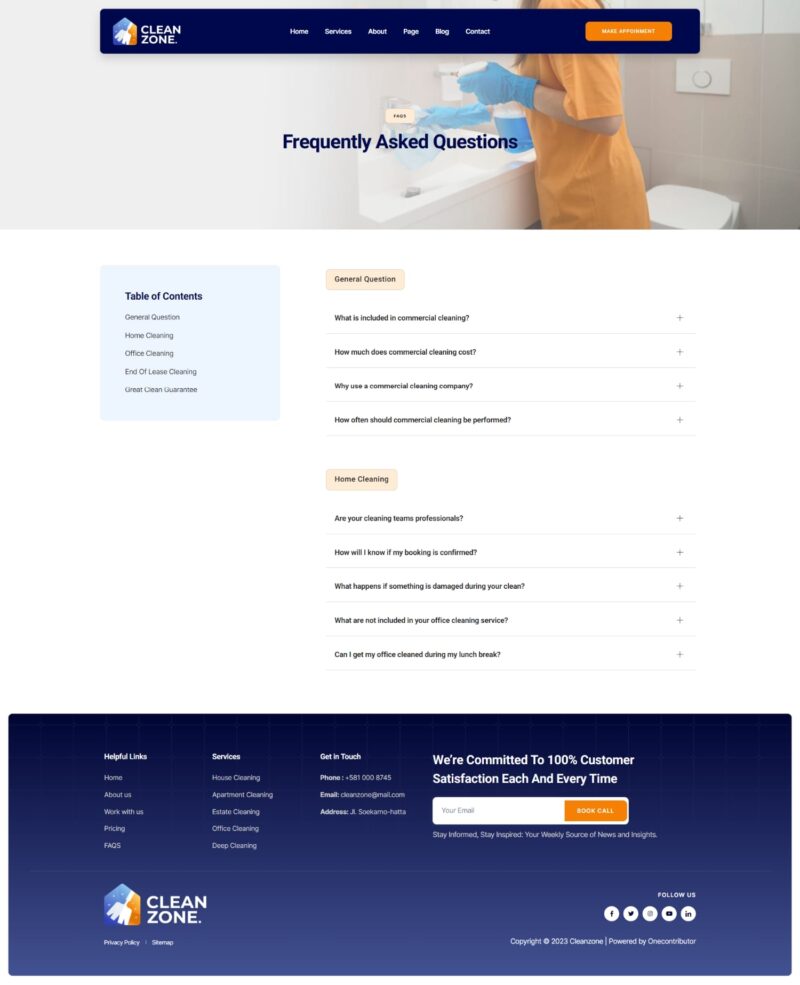 CLEAN
ZONE.
Home Services About Page Blog Contact
MAKE APPOINMENT
FAQS
Frequently Asked Questions
Table of Contents
General Question
Home Cleaning
Office Cleaning
End Of Lease Cleaning
Great Clean Guarantee
General Question
What is included in commercial cleaning?
How much does commercial cleaning cost?
Why use a commercial cleaning company?
How often should commercial cleaning be performed?
Home Cleaning
Are your cleaning teams professionals?
How will I know if my booking is confirmed?
What happens if something is damaged during your clean?
What are not included in your office cleaning service?
Can I get my office cleaned during my lunch break?
Helpful Links
Home
About us
Work with us
Pricing
FAQS
Services
House Cleaning
Apartment Cleaning
Estate Cleaning
Office Cleaning
Deep Cleaning
Get in Touch
Phone : +581 000 8745
Email: cleanzone@mail.com
Address: Jl. Soekarno-hatta
We're Committed To 100% Customer
Satisfaction Each And Every Time
Your Email
BOOK CALL
Stay Informed, Stay Inspired: Your Weekly Source of News and Insights.
CLEAN
ZONE.
FOLLOW US
Privacy Policy | Sitemap
Copyright © 2023 Cleanzone | Powered by Onecontributor